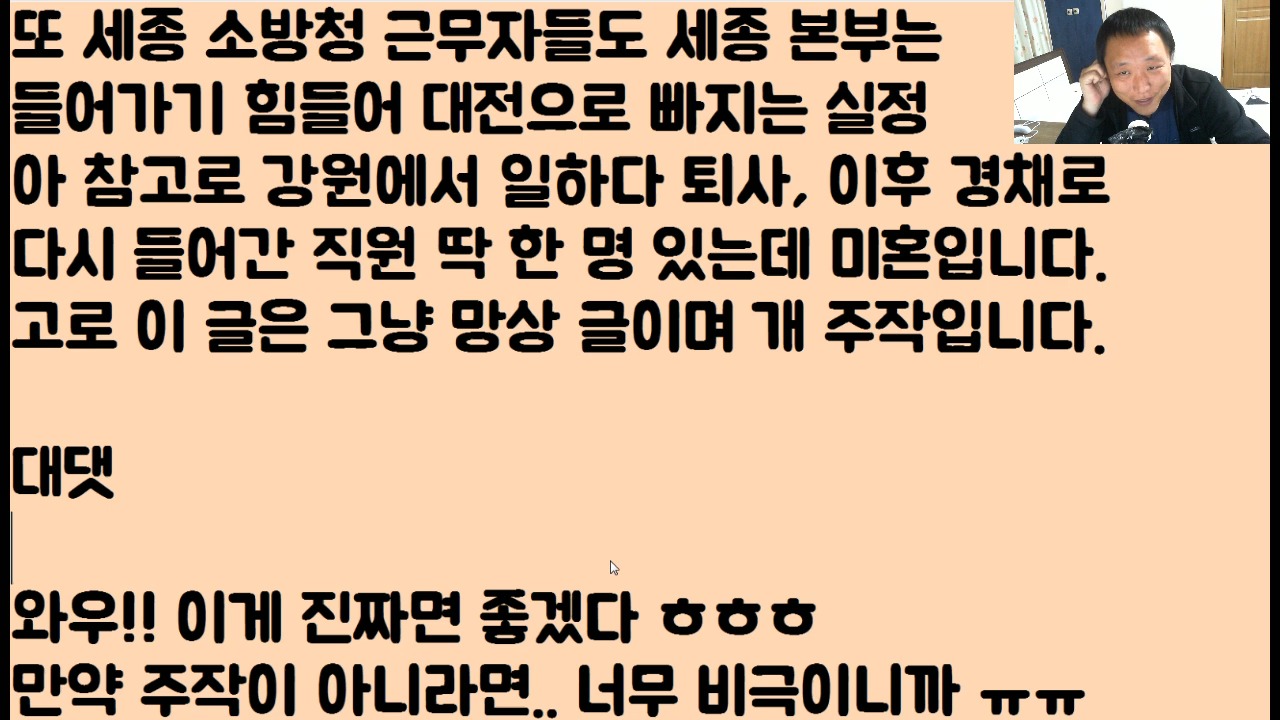 또 세종 소방청 근무자들도 세종 본부는
들어가기 힘들어 대전으로 빠지는 실정
아 참고로 강원에서 일하다 퇴사, 이후 경채로
다시 들어간 직원 딱 한 명 있는데 미혼입니다.
고로 이 글은 그냥 망상 글이며 개 주작입니다.
대댓
와우!! 이게 진짜면 좋겠다 ㅎㅎㅎ
만약 주작이 아니라면.. 너무 비극이니까 ㅠㅠ